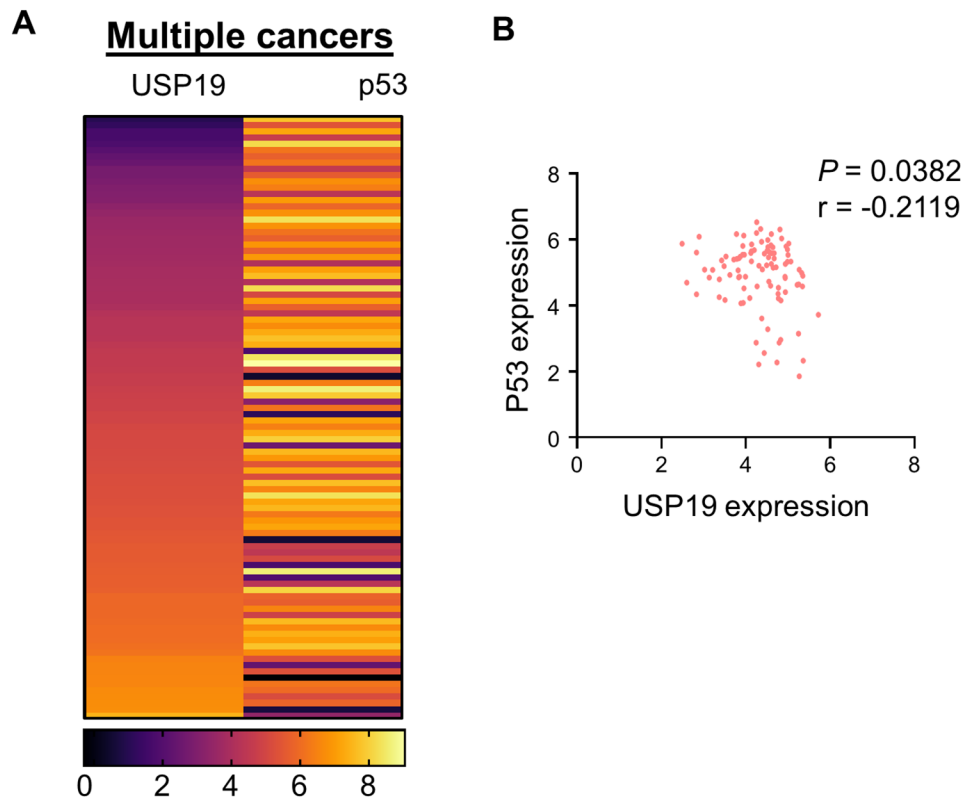 A
Multiple cancers
USP19 p53
0 2 4 6 8
B
P = 0.0382
r = -0.2119
P53 expression
8
6
4
2
0
0 2 4 6 8
USP19 expression